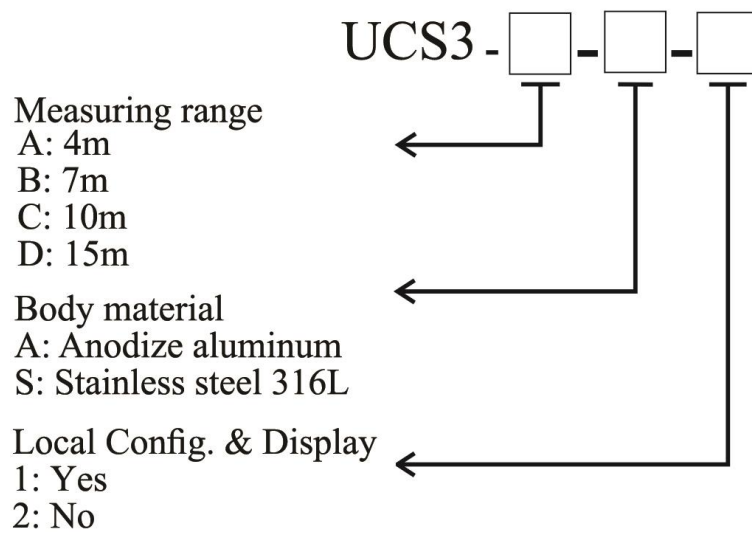 UCS3 - - -
Measuring range
A: 4m
B: 7m
C: 10m
D: 15m
Body material
A: Anodize aluminum
S: Stainless steel 316L
Local Config. & Display
1: Yes
2: No